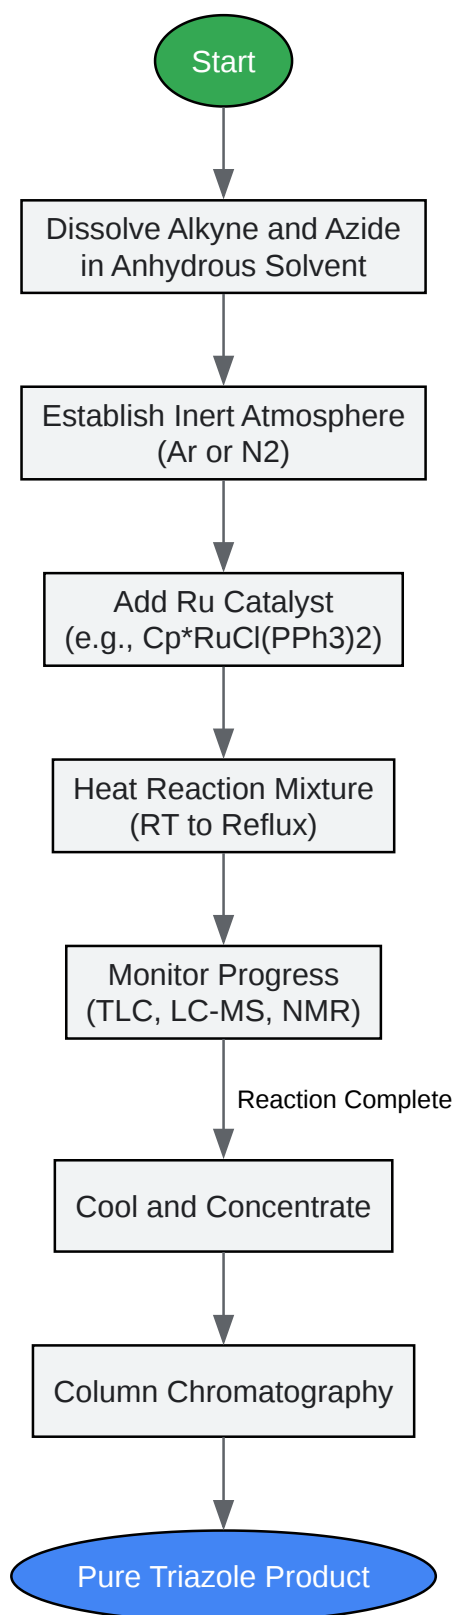 Start
Dissolve Alkyne and Azide
in Anhydrous Solvent
Establish Inert Atmosphere
(Ar or N2)
Add Ru Catalyst
(e.g., Cp*RuCl(PPh3)2)
Heat Reaction Mixture
(RT to Reflux)
Monitor Progress
(TLC, LC-MS, NMR)
Reaction Complete
Cool and Concentrate
Column Chromatography
Pure Triazole Product